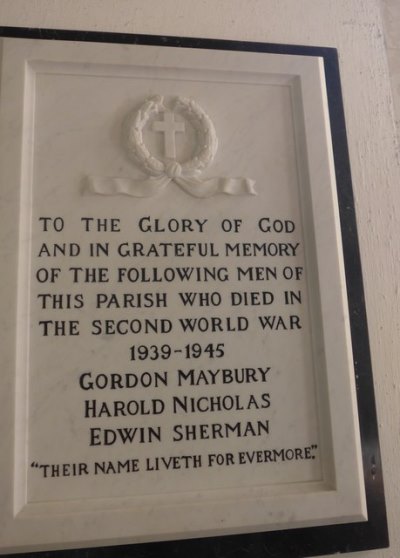 TO THE GLORY OF GOD
AND IN GRATEFUL MEMORY
OF THE FOLLOWING MEN OF
THIS PARISH WHO DIED IN
THE SECOND WORLD WAR
1939-1945
GORDON MAYBURY
HAROLD NICHOLAS
EDWIN SHERMAN
"THEIR NAME LIVETH FOR EVERMORE."